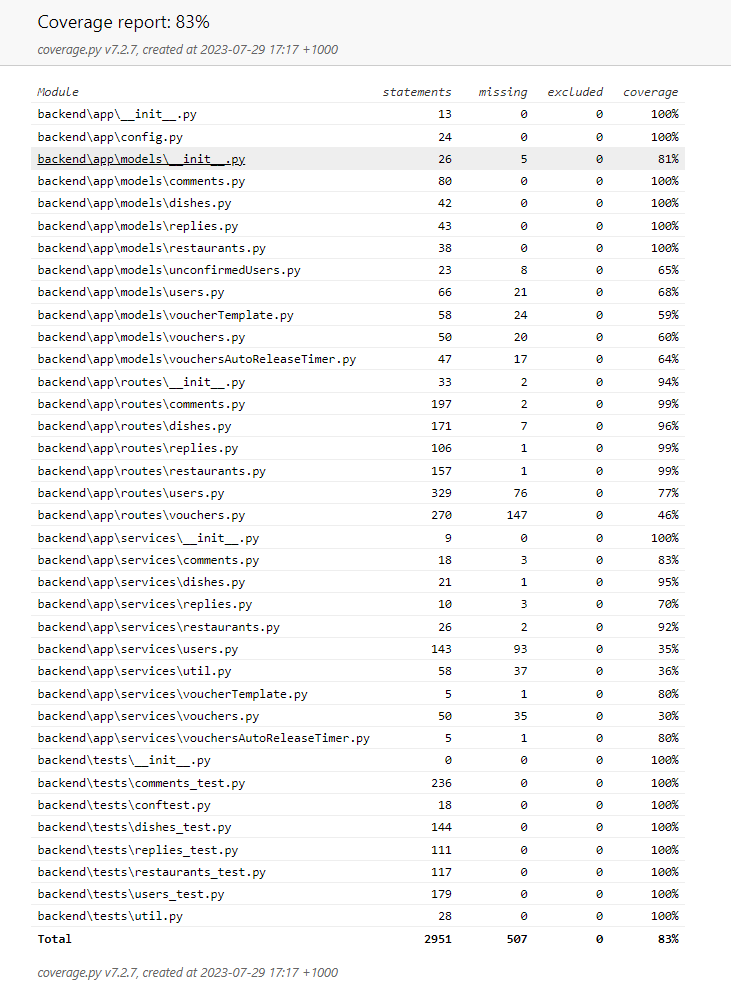 Coverage report: 83%
coverage.py v7.2.7, created at 2023-07-29 17:17 +1000
Module statements missing excluded coverage
backend\app\__init__.py 13 0 0 100%
backend\app\config.py 24 0 0 100%
backend\app\models\__init__.py 26 5 0 81%
backend\app\models\comments.py 80 0 0 100%
backend\app\models\dishes.py 42 0 0 100%
backend\app\models\replies.py 43 0 0 100%
backend\app\models\restaurants.py 38 0 0 100%
backend\app\models\unconfirmedUsers.py 23 8 0 65%
backend\app\models\users.py 66 21 0 68%
backend\app\models\voucherTemplate.py 58 24 0 59%
backend\app\models\vouchers.py 50 20 0 60%
backend\app\models\vouchersAutoReleaseTimer.py 47 17 0 64%
backend\app\routes\__init__.py 33 2 0 94%
backend\app\routes\comments.py 197 2 0 99%
backend\app\routes\dishes.py 171 7 0 96%
backend\app\routes\replies.py 106 1 0 99%
backend\app\routes\restaurants.py 157 1 0 99%
backend\app\routes\users.py 329 76 0 77%
backend\app\routes\vouchers.py 270 147 0 46%
backend\app\services\__init__.py 9 0 0 100%
backend\app\services\comments.py 18 3 0 83%
backend\app\services\dishes.py 21 1 0 95%
backend\app\services\replies.py 10 3 0 70%
backend\app\services\restaurants.py 26 2 0 92%
backend\app\services\users.py 143 93 0 35%
backend\app\services\util.py 58 37 0 36%
backend\app\services\voucherTemplate.py 5 1 0 80%
backend\app\services\vouchers.py 50 35 0 30%
backend\app\services\vouchersAutoReleaseTimer.py 5 1 0 80%
backend\tests\__init__.py 0 0 0 100%
backend\tests\comments_test.py 236 0 0 100%
backend\tests\conftest.py 18 0 0 100%
backend\tests\dishes_test.py 144 0 0 100%
backend\tests\replies_test.py 111 0 0 100%
backend\tests\restaurants_test.py 117 0 0 100%
backend\tests\users_test.py 179 0 0 100%
backend\tests\util.py 28 0 0 100%
Total 2951 507 0 83%
coverage.py v7.2.7, created at 2023-07-29 17:17 +1000